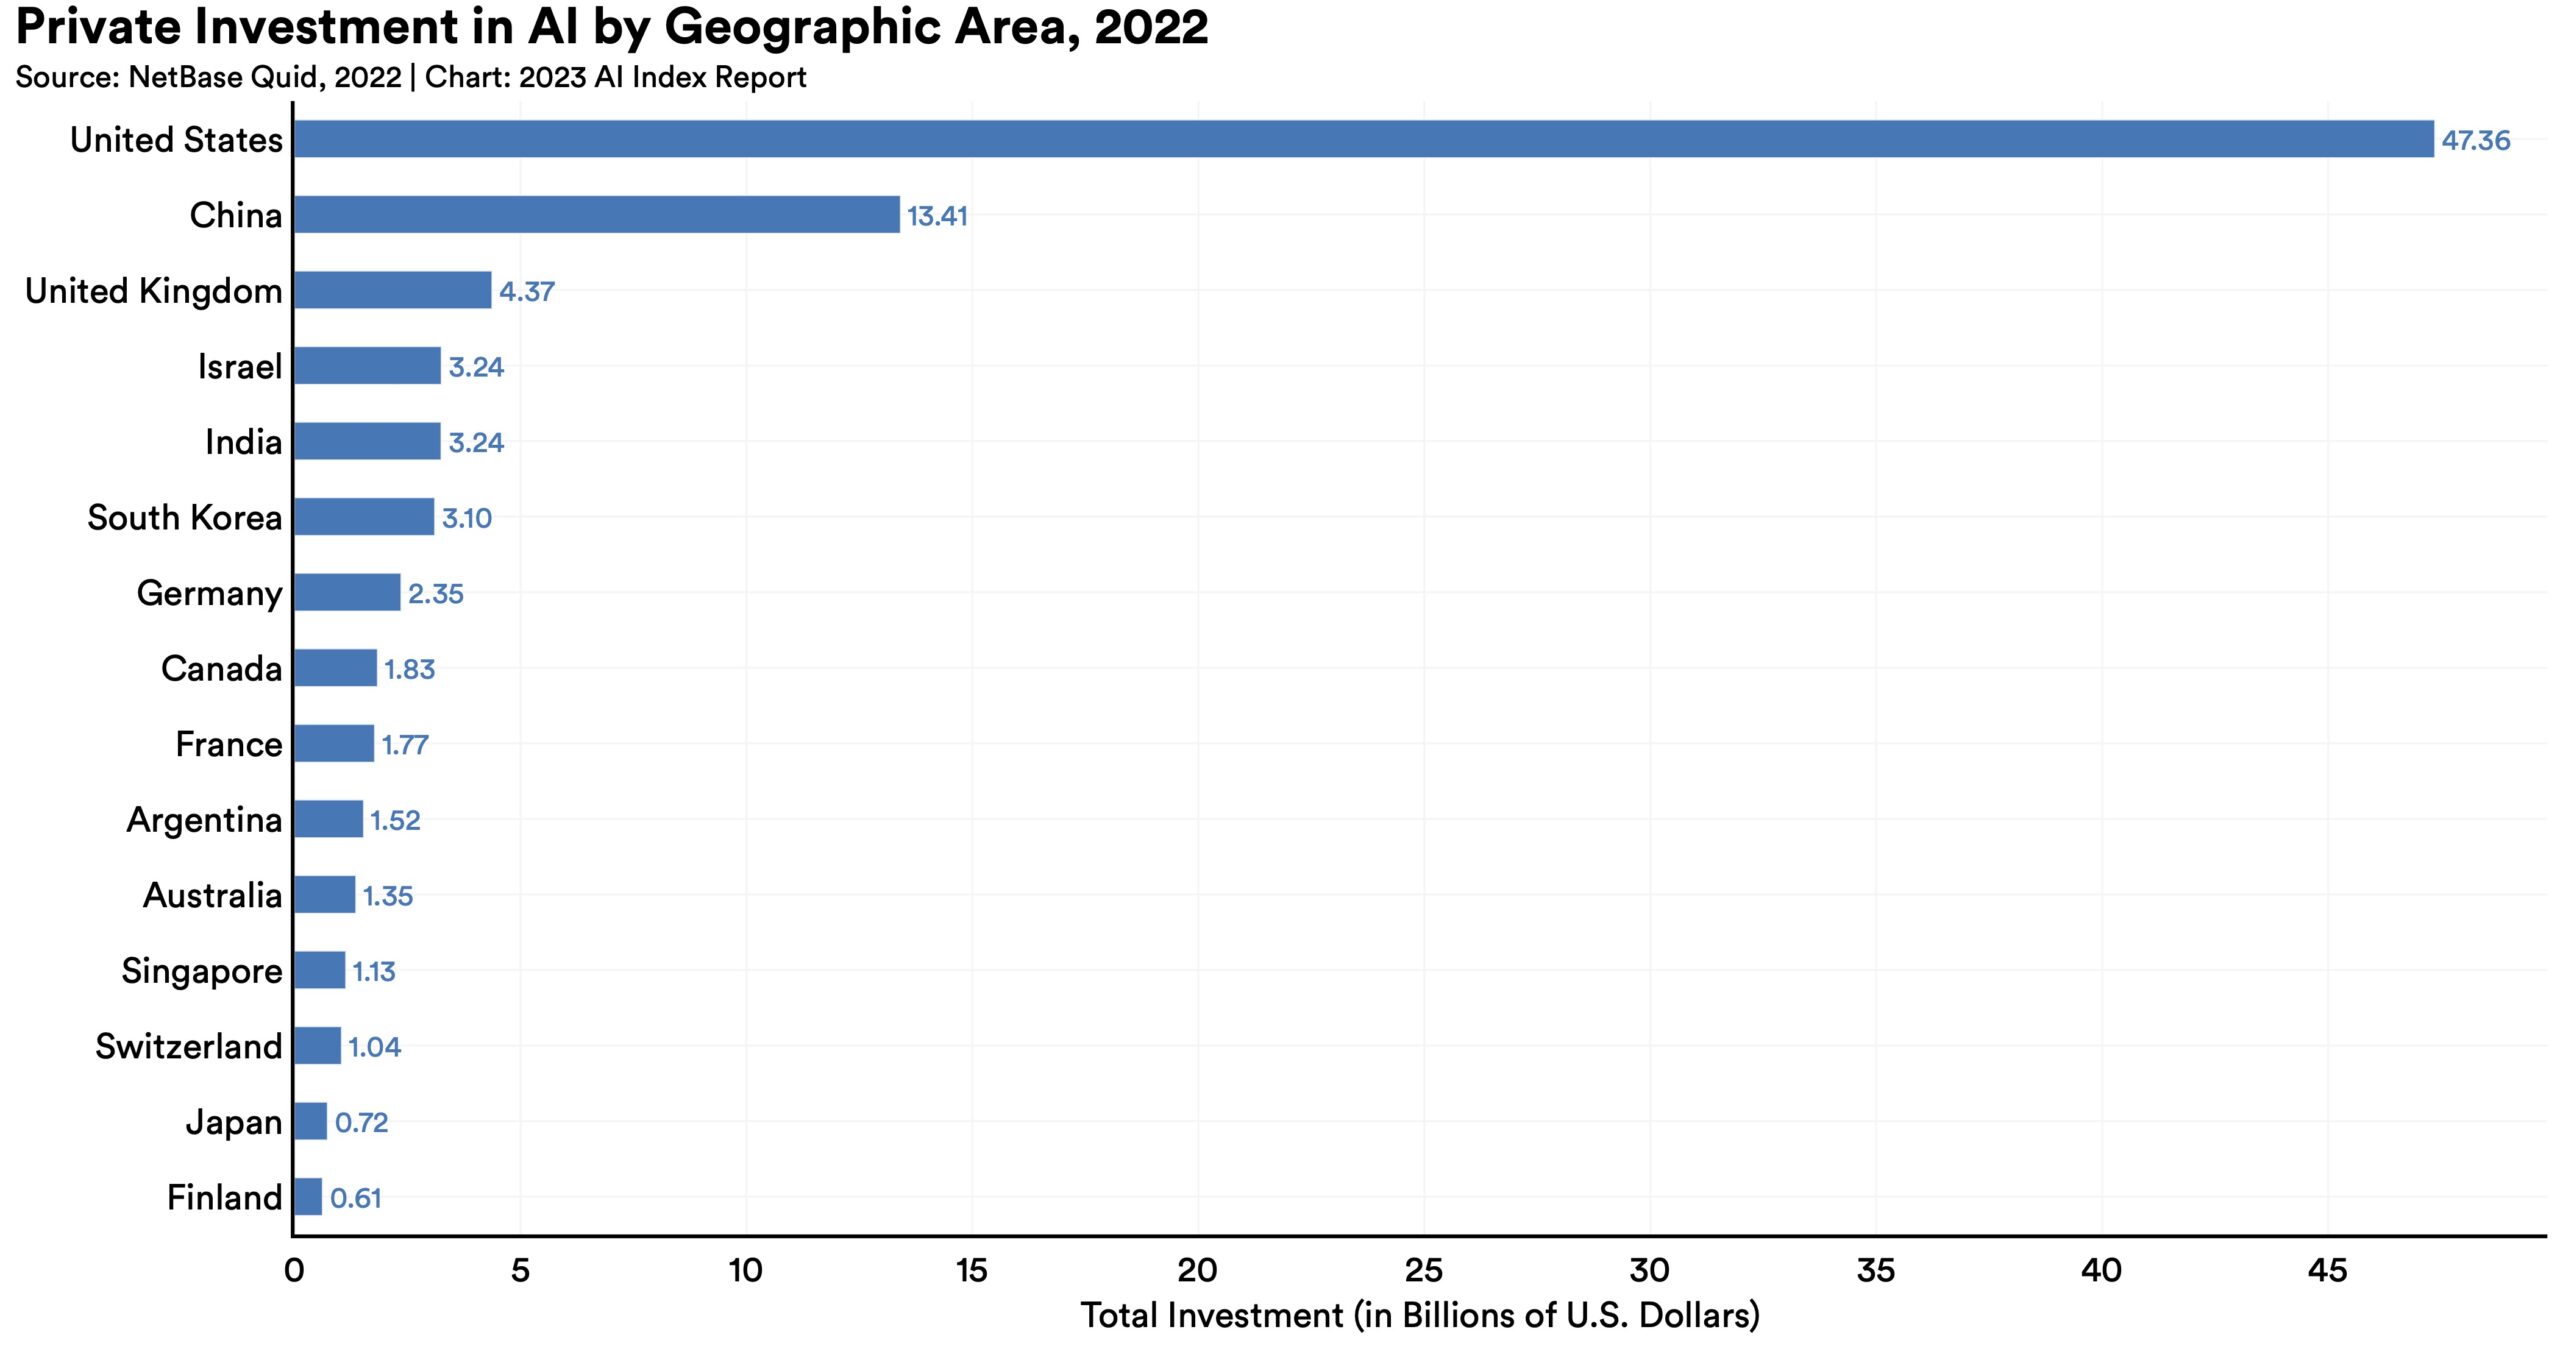 Private Investment in AI by Geographic Area, 2022
Source: NetBase Quid, 2022 | Chart: 2023 AI Index Report
United States 47.36
China 13.41
United Kingdom 4.37
Israel 3.24
India 3.24
South Korea 3.10
Germany 2.35
Canada 1.83
France 1.77
Argentina 1.52
Australia 1.35
Singapore 1.13
Switzerland 1.04
Japan 0.72
Finland 0.61
0 5 10 15 20 25 30 35 40 45
Total Investment (in Billions of U.S. Dollars)